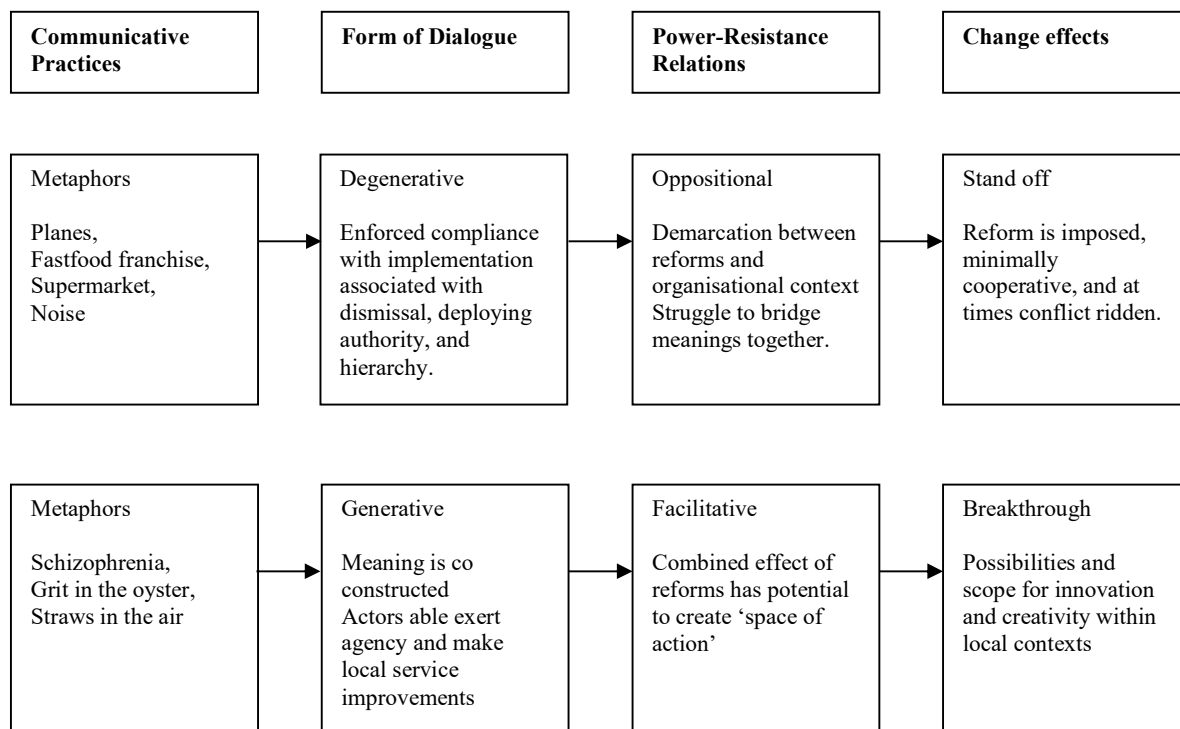 Communicative
Practices
Form of Dialogue
Power-Resistance
Relations
Change effects
Metaphors
Planes,
Fastfood franchise,
Supermarket,
Noise
Degenerative
Enforced compliance
with implementation
associated with
dismissal, deploying
authority, and
hierarchy.
Oppositional
Demarcation between
reforms and
organisational context
Struggle to bridge
meanings together.
Stand off
Reform is imposed,
minimally
cooperative, and at
times conflict ridden.
Metaphors
Schizophrenia,
Grit in the oyster,
Straws in the air
Generative
Meaning is co
constructed
Actors able exert
agency and make
local service
improvements
Facilitative
Combined effect of
reforms has potential
to create ‘space of
action’
Breakthrough
Possibilities and
scope for innovation
and creativity within
local contexts